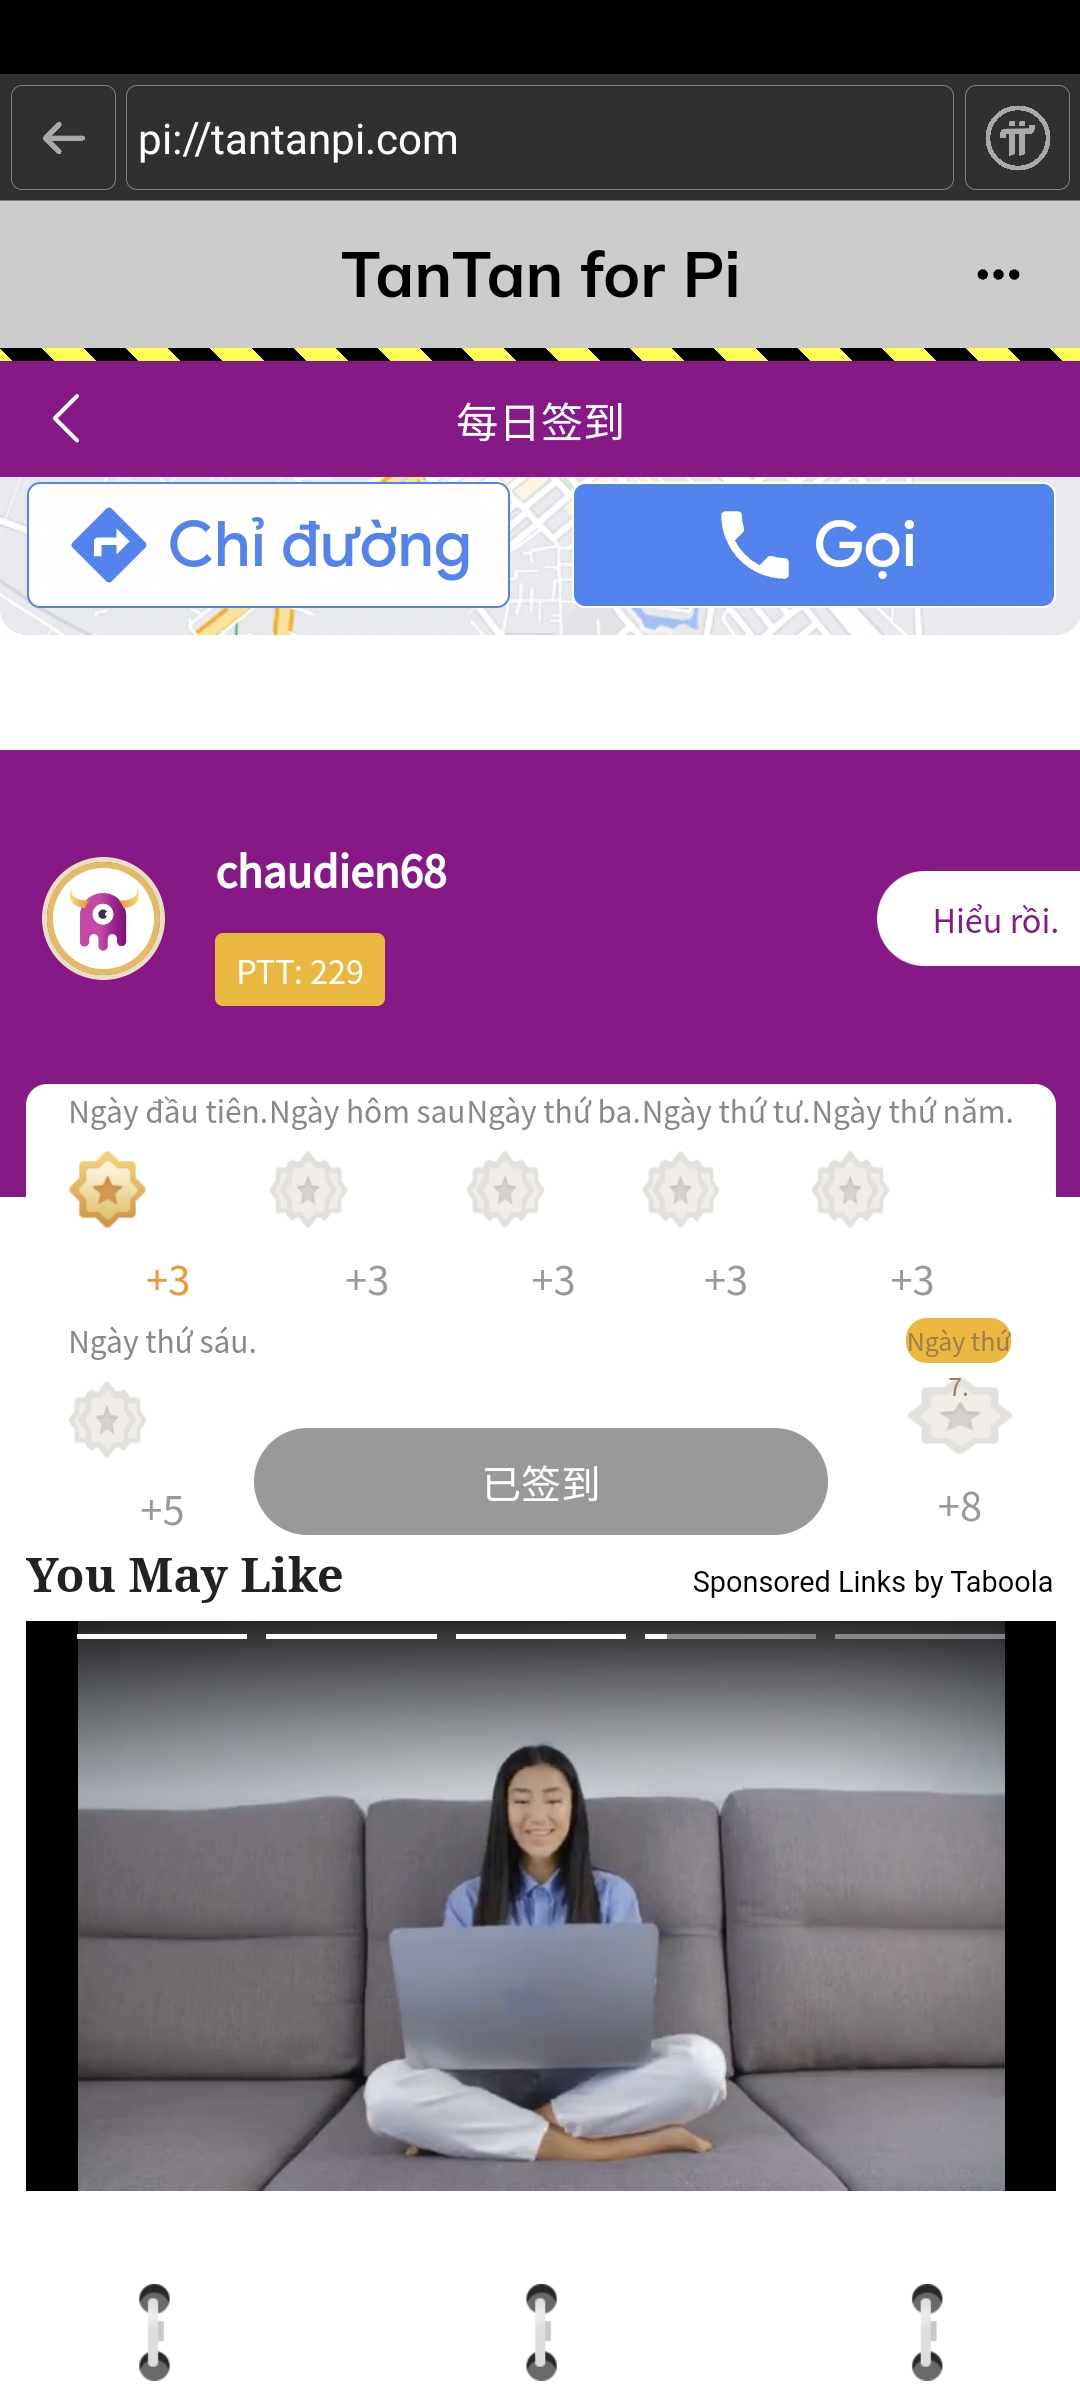 pi://tantanpi.com
TanTan for Pi
每日签到
Chỉ đường
Gọi
chaudien68
PTT: 229
Hiểu rồi.
Ngày đầu tiên. Ngày hôm sau Ngày thứ ba. Ngày thứ tư. Ngày thứ năm.
+3 +3 +3 +3 +3
Ngày thứ sáu.
Ngày thứ
7.
已签到
+5
+8
You May Like
Sponsored Links by Taboola